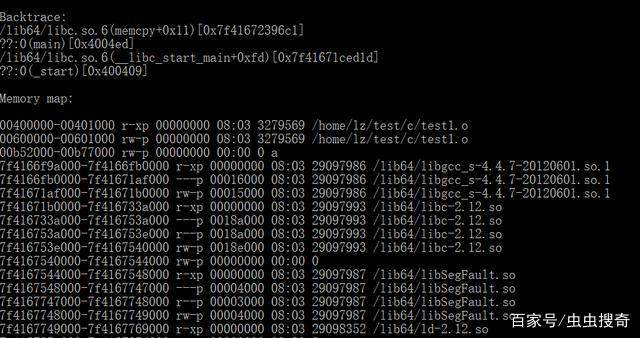 Backtrace:
/lib64/libc.so.6(memcpy+0x11)[0x7f41672396c1]
??:0(main)[0x4004ed]
/lib64/libc.so.6(__libc_start_main+0xfd)[0x7f41671ced1d]
??:0(_start)[0x400409]
Memory map:
00400000-00401000 r-xp 00000000 08:03 3279569 /home/lz/test/c/test1.o
00600000-00601000 rw-p 00000000 08:03 3279569 /home/lz/test/c/test1.o
00b52000-00b77000 rw-p 00000000 00:00 0 a
7f4166f9a000-7f4166fb0000 r-xp 00000000 08:03 29097986 /lib64/libgcc_s-4.4.7-20120601.so.1
7f4166fb0000-7f41671af000 ---p 00016000 08:03 29097986 /lib64/libgcc_s-4.4.7-20120601.so.1
7f41671af000-7f41671b0000 rw-p 00015000 08:03 29097986 /lib64/libgcc_s-4.4.7-20120601.so.1
7f41671b0000-7f416733a000 r-xp 00000000 08:03 29097993 /lib64/libc-2.12.so
7f416733a000-7f416753a000 ---p 0018a000 08:03 29097993 /lib64/libc-2.12.so
7f416753a000-7f416753e000 r--p 0018a000 08:03 29097993 /lib64/libc-2.12.so
7f416753e000-7f4167540000 rw-p 0018e000 08:03 29097993 /lib64/libc-2.12.so
7f4167540000-7f4167544000 rw-p 00000000 00:00 0
7f4167544000-7f4167548000 r-xp 00000000 08:03 29097987 /lib64/libSegFault.so
7f4167548000-7f4167747000 ---p 00004000 08:03 29097987 /lib64/libSegFault.so
7f4167747000-7f4167748000 r--p 00003000 08:03 29097987 /lib64/libSegFault.so
7f4167748000-7f4167749000 rw-p 00004000 08:03 29097987 /lib64/libSegFault.so
7f4167749000-7f4167769000 r-xp 00000000 08:03 29098352 /lib64/ld-2.12.so
百家号/虫虫搜奇